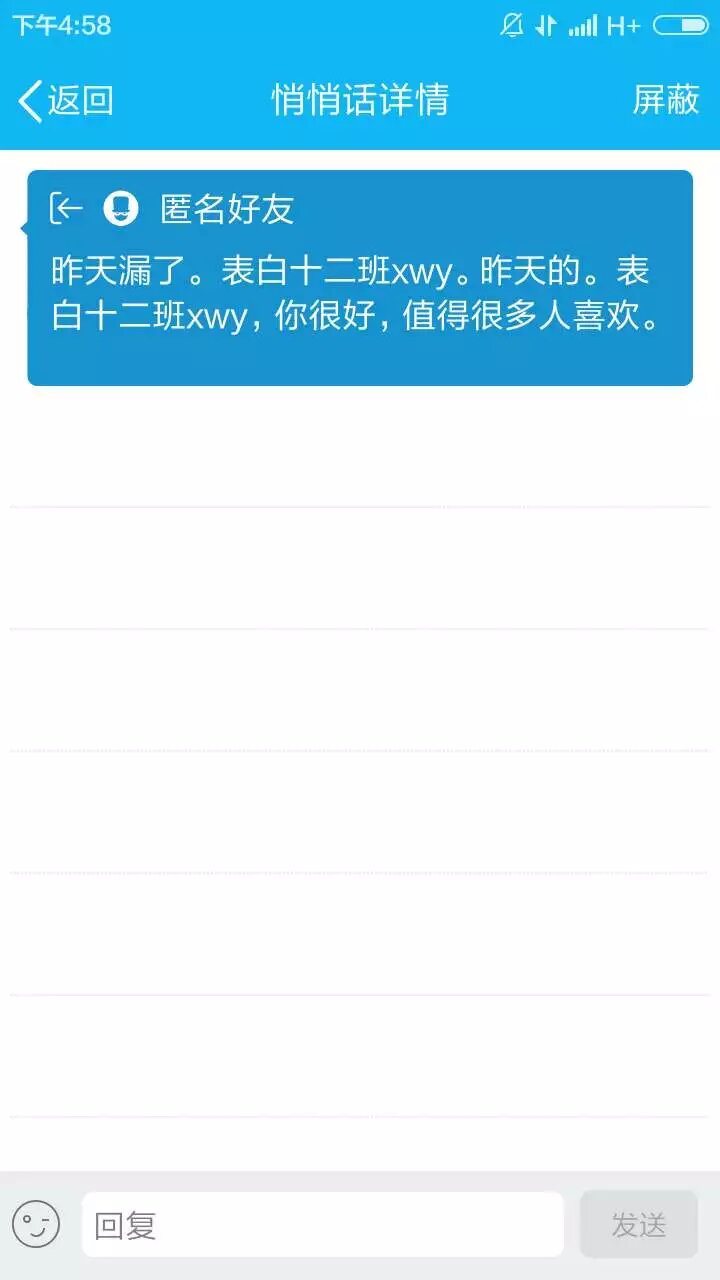 下午4:58 H+
返回 悄悄话详情 屏蔽
匿名好友
昨天漏了。表白十二班xwy。昨天的。表
白十二班xwy，你很好，值得很多人喜欢。
回复 发送